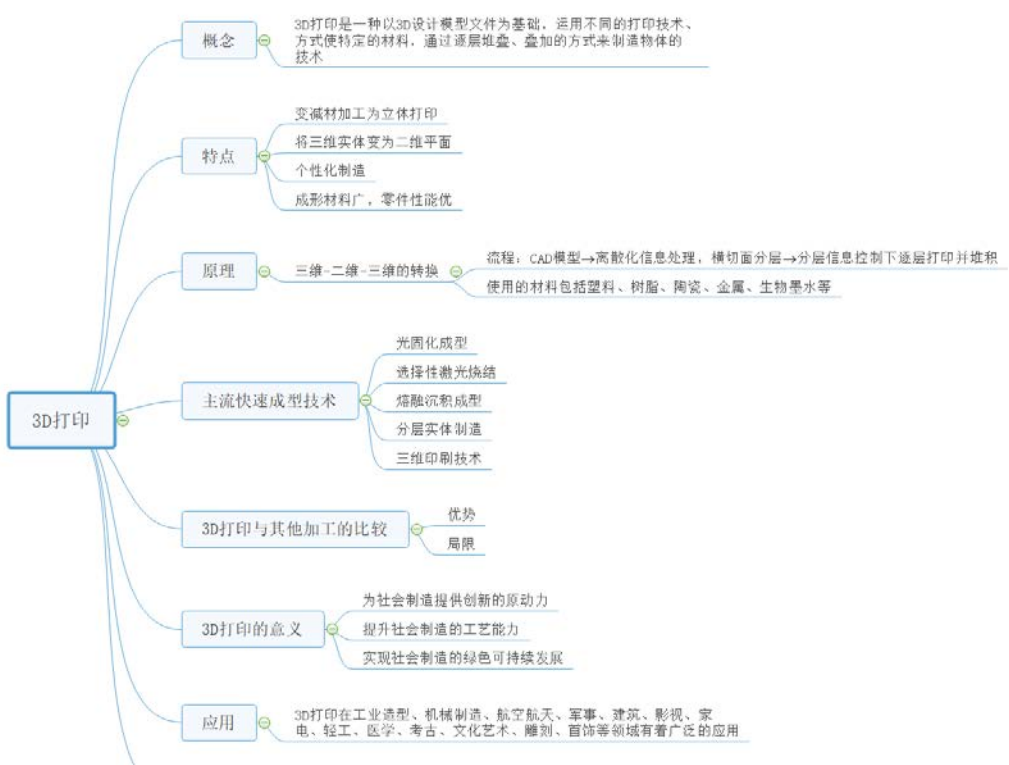 概念
3D打印是一种以3D设计模型文件为基础，运用不同的打印技术、
方式使特定的材料，通过逐层堆叠、叠加的方式来制造物体的
技术
特点
变减材加工为立体打印
将三维实体变为二维平面
个性化制造
成形材料广，零件性能优
原理
三维-二维-三维的转换
流程：CAD模型→离散化信息处理，横切面分层→分层信息控制下逐层打印并堆积
使用的材料包括塑料、树脂、陶瓷、金属、生物墨水等
3D打印
主流快速成型技术
光固化成型
选择性激光烧结
熔融沉积成型
分层实体制造
三维印刷技术
3D打印与其他加工的比较
优势
局限
3D打印的意义
为社会制造提供创新的原动力
提升社会制造的工艺能力
实现社会制造的绿色可持续发展
应用
3D打印在工业造型、机械制造、航空航天、军事、建筑、影视、家
电、轻工、医学、考古、文化艺术、雕刻、首饰等领域有着广泛的应用